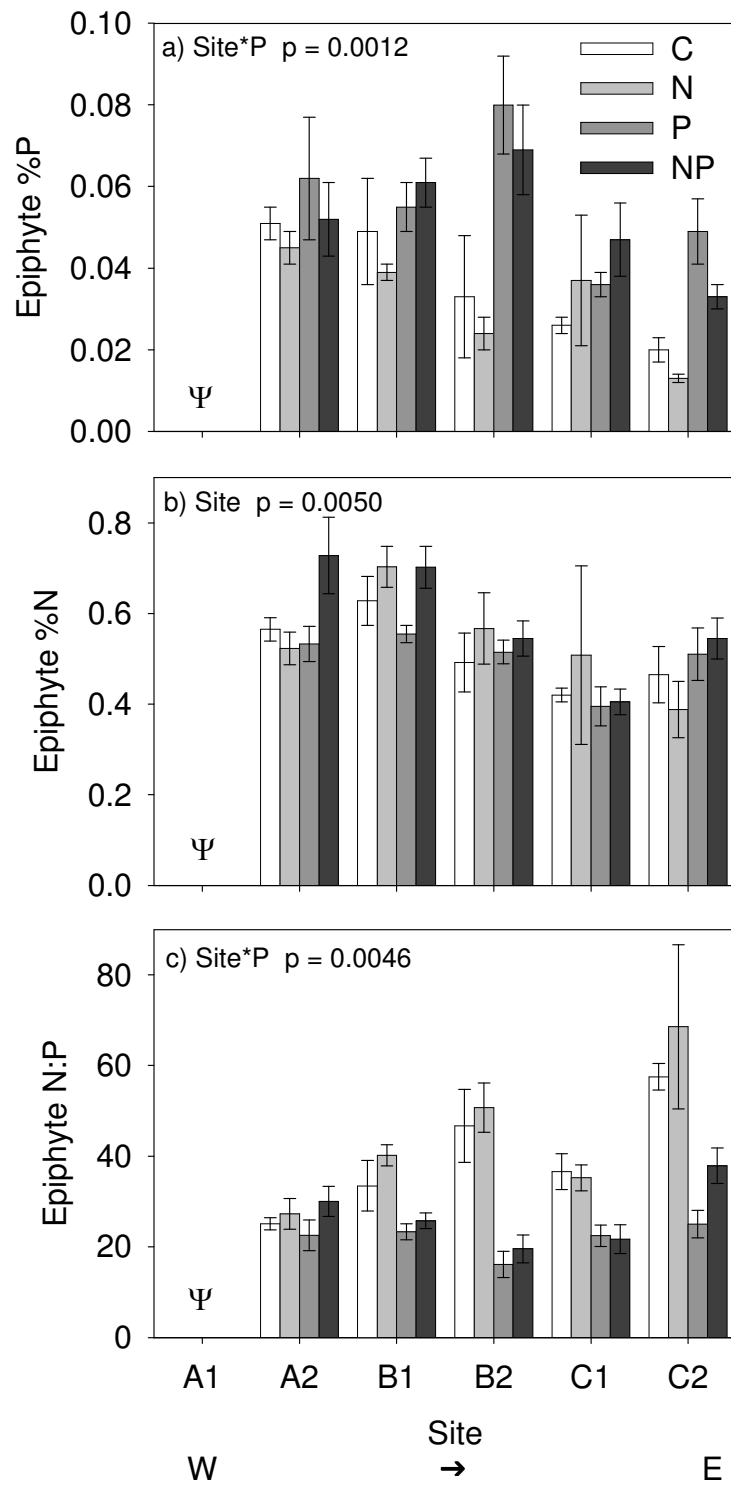 a) Site*P p = 0.0012
C
N
P
NP
Epiphyte %P
0.10
0.08
0.06
0.04
0.02
0.00
Ψ
b) Site p = 0.0050
Epiphyte %N
0.8
0.6
0.4
0.2
0.0
Ψ
c) Site*P p = 0.0046
Epiphyte N:P
80
60
40
20
0
Ψ
A1 A2 B1 B2 C1 C2
Site
W → E